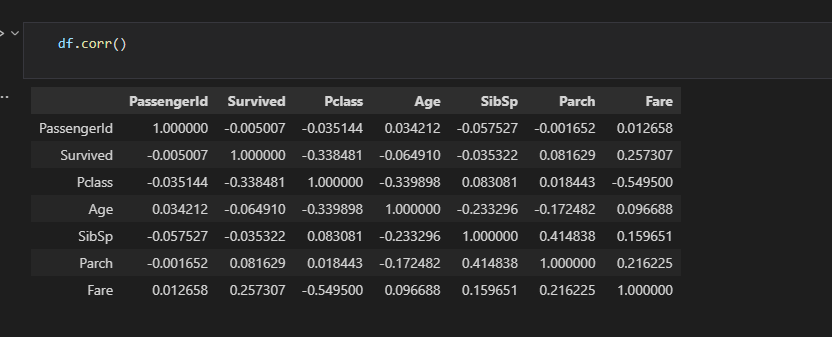 df.corr()
PassengerId Survived Pclass Age SibSp Parch Fare
PassengerId 1.000000 -0.005007 -0.035144 0.034212 -0.057527 -0.001652 0.012658
Survived -0.005007 1.000000 -0.338481 -0.064910 -0.035322 0.081629 0.257307
Pclass -0.035144 -0.338481 1.000000 -0.339898 0.083081 0.018443 -0.549500
Age 0.034212 -0.064910 -0.339898 1.000000 -0.233296 -0.172482 0.096688
SibSp -0.057527 -0.035322 0.083081 -0.233296 1.000000 0.414838 0.159651
Parch -0.001652 0.081629 0.018443 -0.172482 0.414838 1.000000 0.216225
Fare 0.012658 0.257307 -0.549500 0.096688 0.159651 0.216225 1.000000